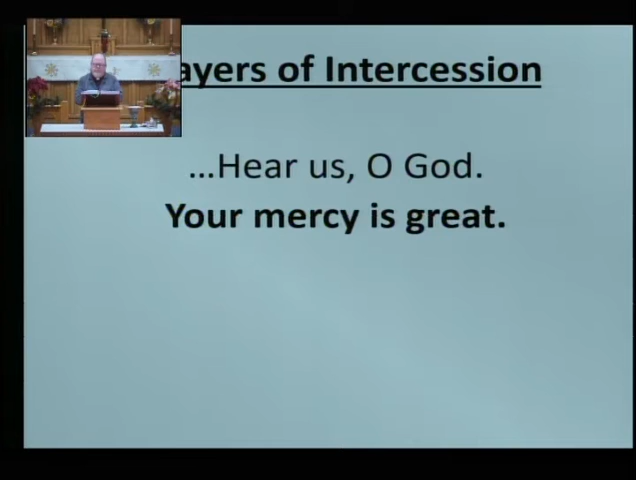 ayers of Intercession
...Hear us, O God.
Your mercy is great.